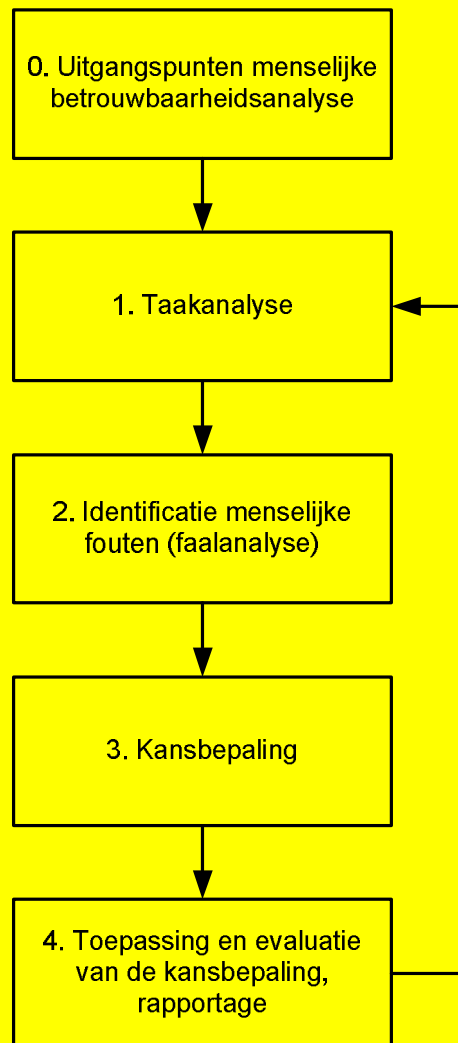 0. Uitgangspunten menselijke
betrouwbaarheidsanalyse
1. Taakanalyse
2. Identificatie menselijke
fouten (faalanalyse)
3. Kansbepaling
4. Toepassing en evaluatie
van de kansbepaling,
rapportage